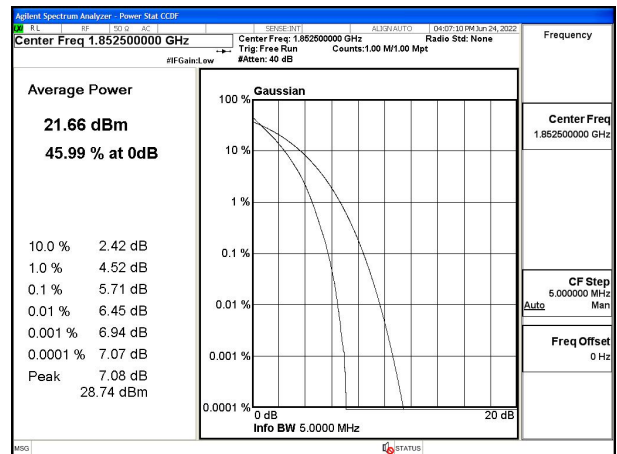 Agilent Spectrum Analyzer - Power Stat CCDF
RL RF 50 Ω AC SENSE:INT ALIGNAUTO 04:07:10 PM Jun 24, 2022
Center Freq 1.852500000 GHz
Center Freq: 1.852500000 GHz Radio Std: None
Trig: Free Run Counts:1.00 M/1.00 Mpt
#IFGain:Low #Atten: 40 dB
Frequency
Average Power
21.66 dBm
45.99 % at 0dB
10.0 % 2.42 dB
1.0 % 4.52 dB
0.1 % 5.71 dB
0.01 % 6.45 dB
0.001 % 6.94 dB
0.0001 % 7.07 dB
Peak 7.08 dB
28.74 dBm
Gaussian
100 %
10 %
1 %
0.1 %
0.01 %
0.001 %
0.0001 %
0 dB 20 dB
Info BW 5.0000 MHz
Center Freq
1.852500000 GHz
CF Step
5.000000 MHz
Auto Man
Freq Offset
0 Hz
MSG STATUS